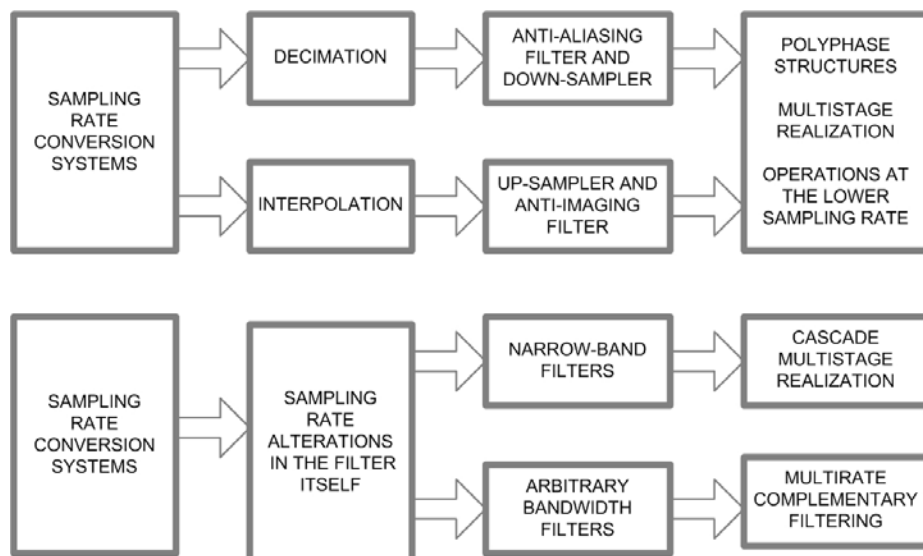 SAMPLING
RATE
CONVERSION
SYSTEMS
DECIMATION
ANTI-ALIASING
FILTER AND
DOWN-SAMPLER
INTERPOLATION
UP-SAMPLER AND
ANTI-IMAGING
FILTER
POLYPHASE
STRUCTURES
MULTISTAGE
REALIZATION
OPERATIONS AT
THE LOWER
SAMPLING RATE
SAMPLING
RATE
CONVERSION
SYSTEMS
SAMPLING
RATE
ALTERATIONS
IN THE FILTER
ITSELF
NARROW-BAND
FILTERS
CASCADE
MULTISTAGE
REALIZATION
ARBITRARY
BANDWIDTH
FILTERS
MULTIRATE
COMPLEMENTARY
FILTERING